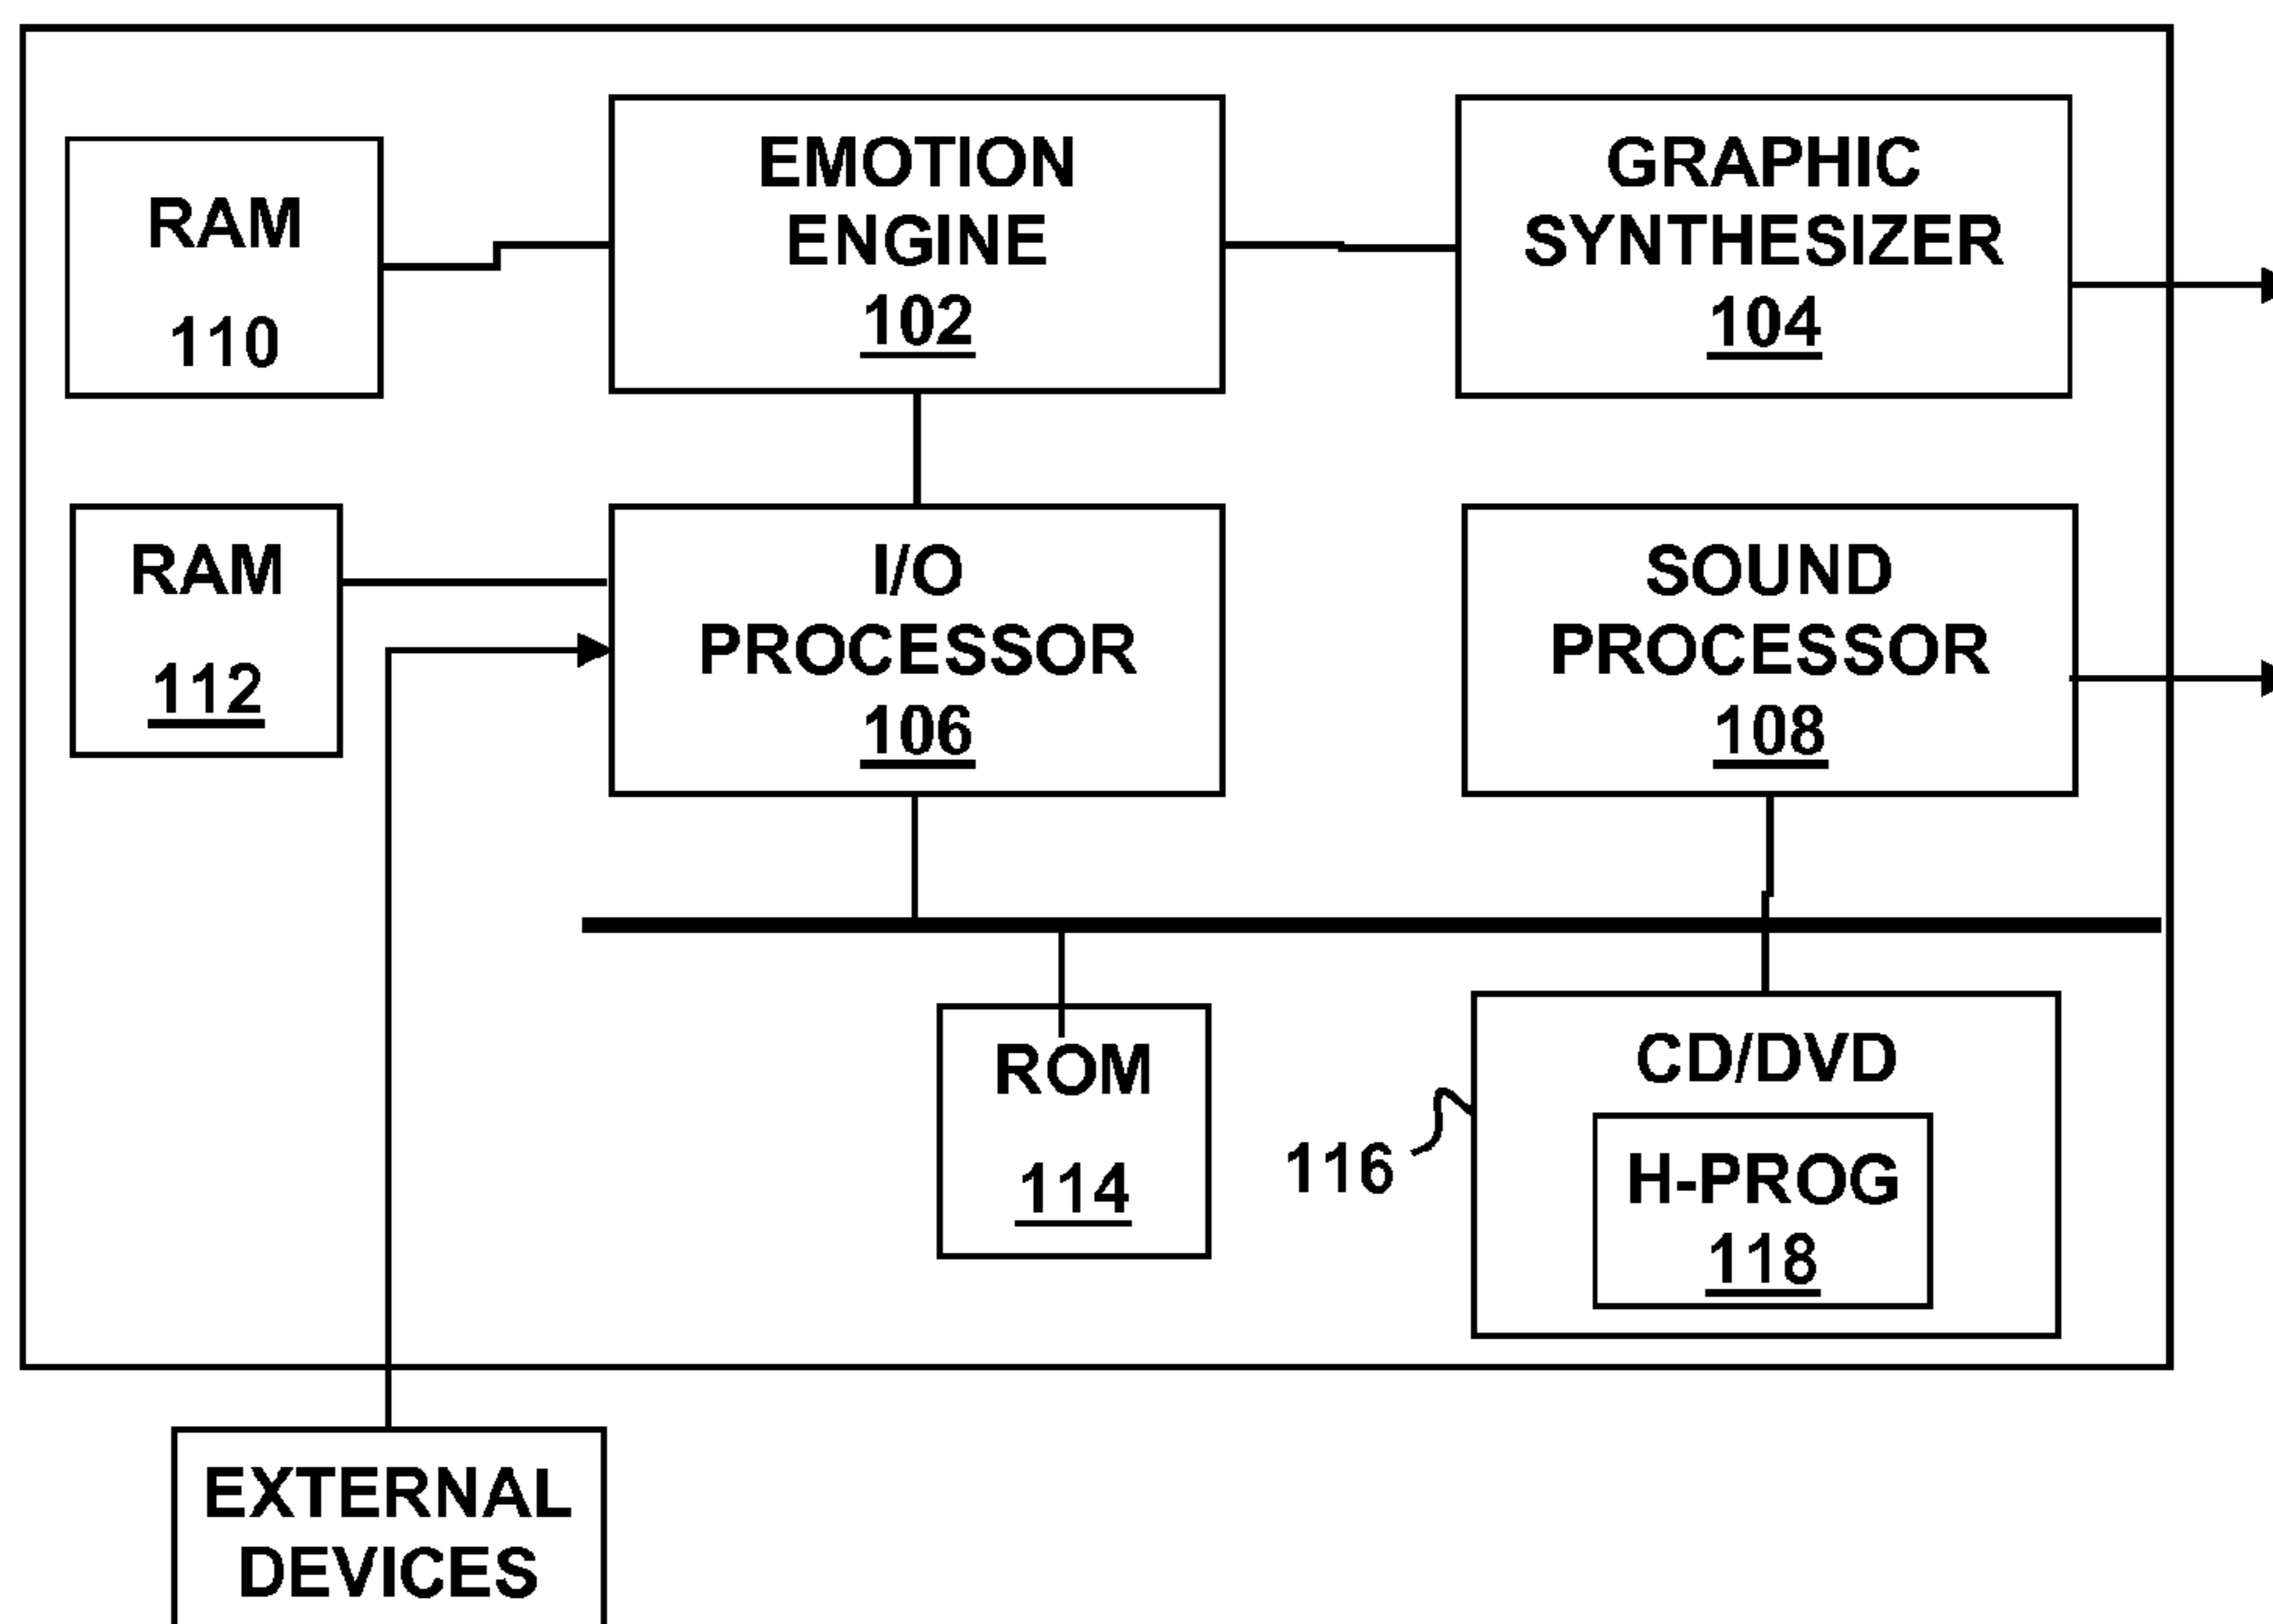 RAM
110
EMOTION
ENGINE
102
GRAPHIC
SYNTHESIZER
104
RAM
112
I/O
PROCESSOR
106
SOUND
PROCESSOR
108
ROM
114
116
CD/DVD
H-PROG
118
EXTERNAL
DEVICES